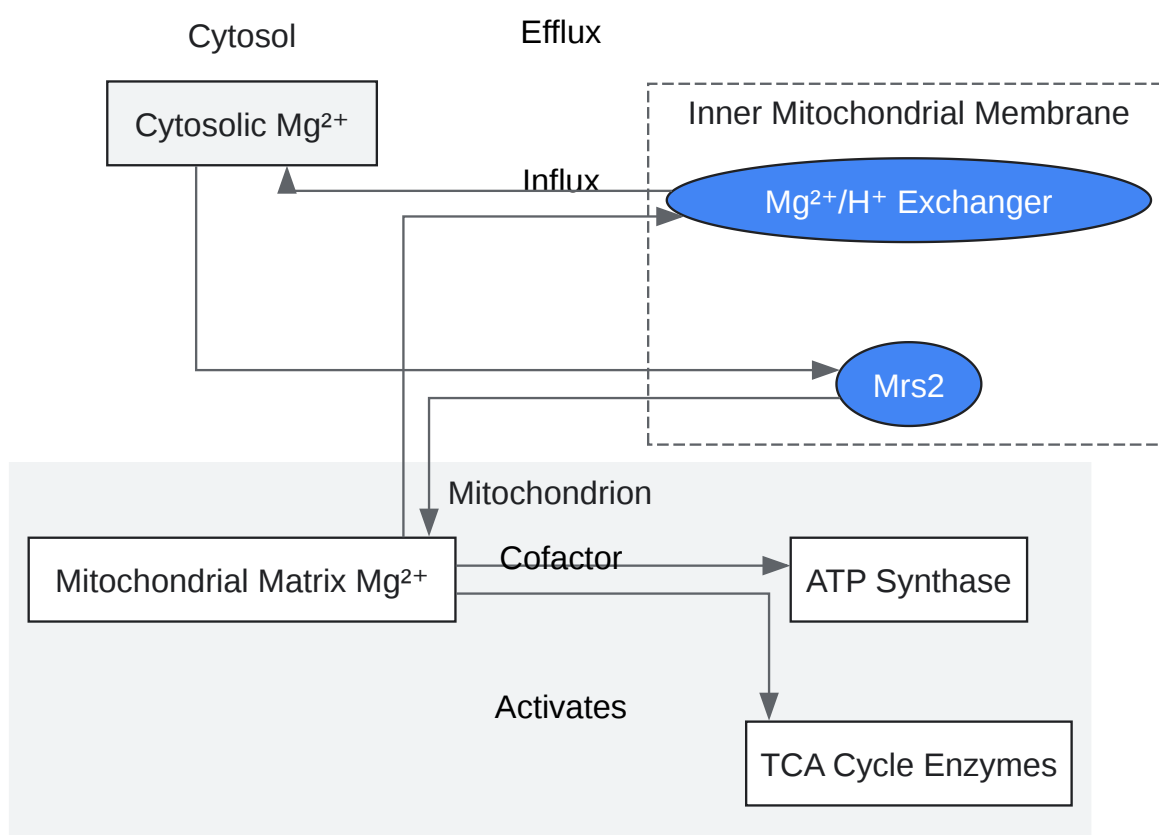 Cytosol
Efflux
Cytosolic Mg²⁺
Inner Mitochondrial Membrane
Influx
Mg²⁺/H⁺ Exchanger
Mrs2
Mitochondrion
Cofactor
Mitochondrial Matrix Mg²⁺
ATP Synthase
Activates
TCA Cycle Enzymes